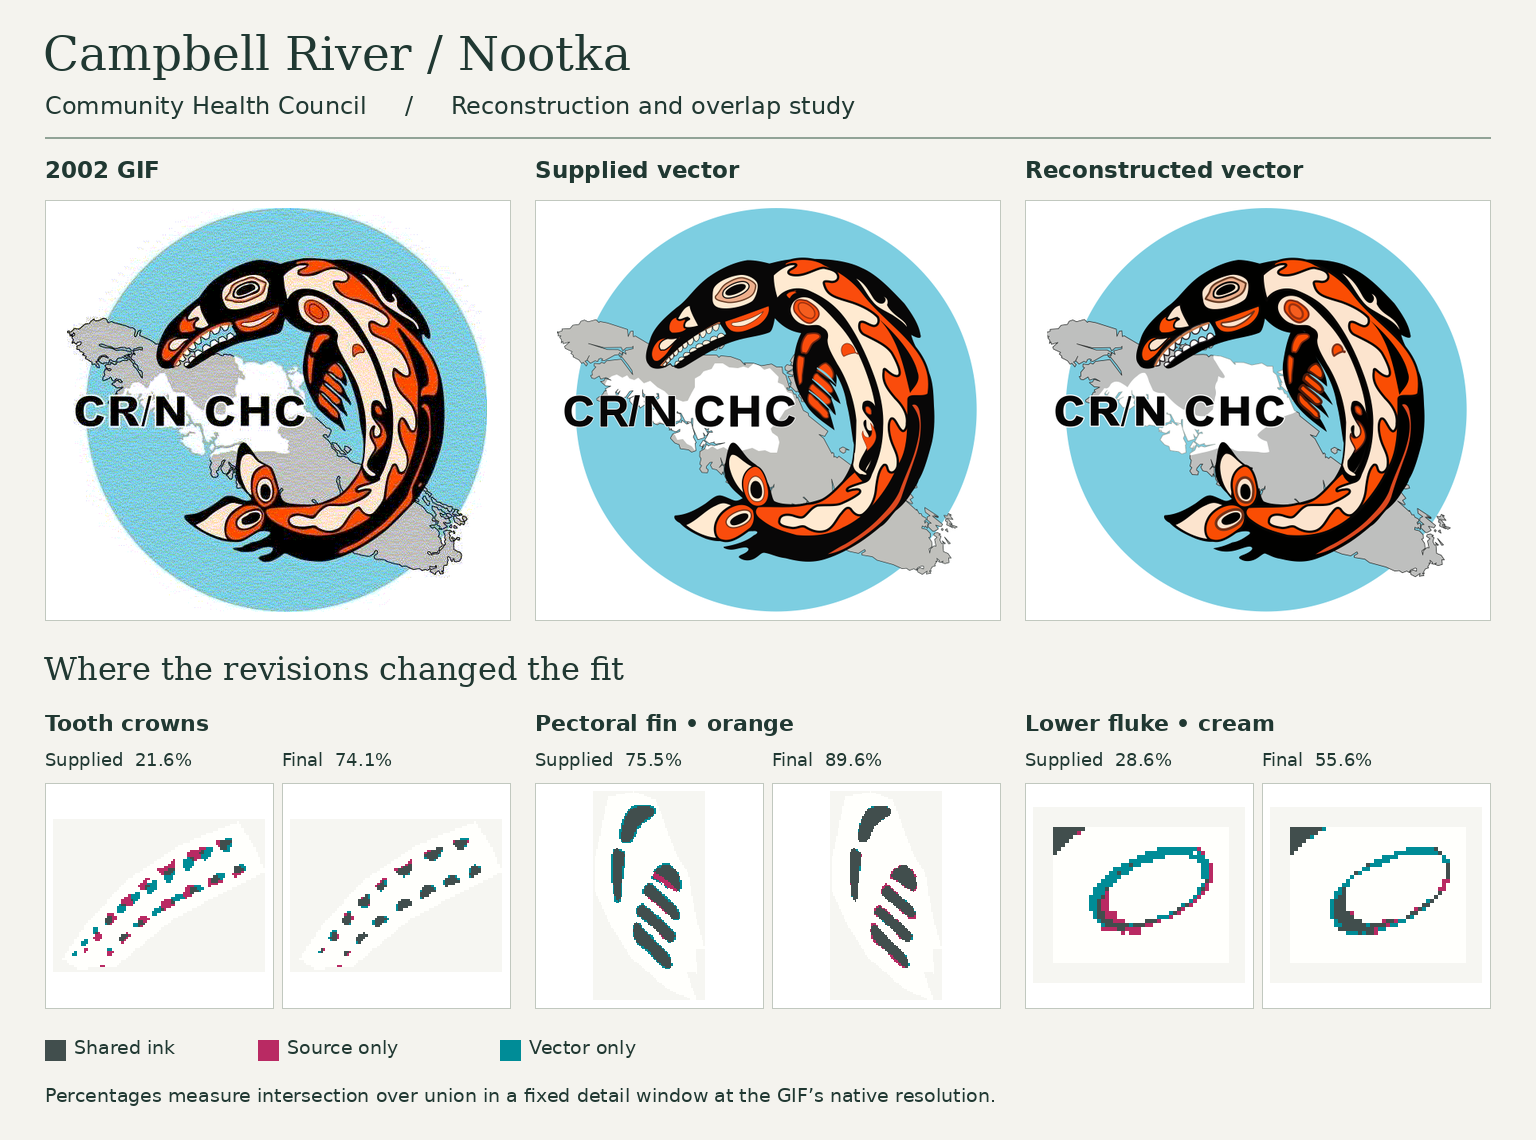 Campbell River / Nootka
Community Health Council / Reconstruction and overlap study
2002 GIF
Supplied vector
Reconstructed vector
CR/N CHC
CR/N CHC
CR/N CHC
Where the revisions changed the fit
Tooth crowns
Pectoral fin • orange
Lower fluke • cream
Supplied 21.6%
Final 74.1%
Supplied 75.5%
Final 89.6%
Supplied 28.6%
Final 55.6%
Shared ink
Source only
Vector only
Percentages measure intersection over union in a fixed detail window at the GIF’s native resolution.